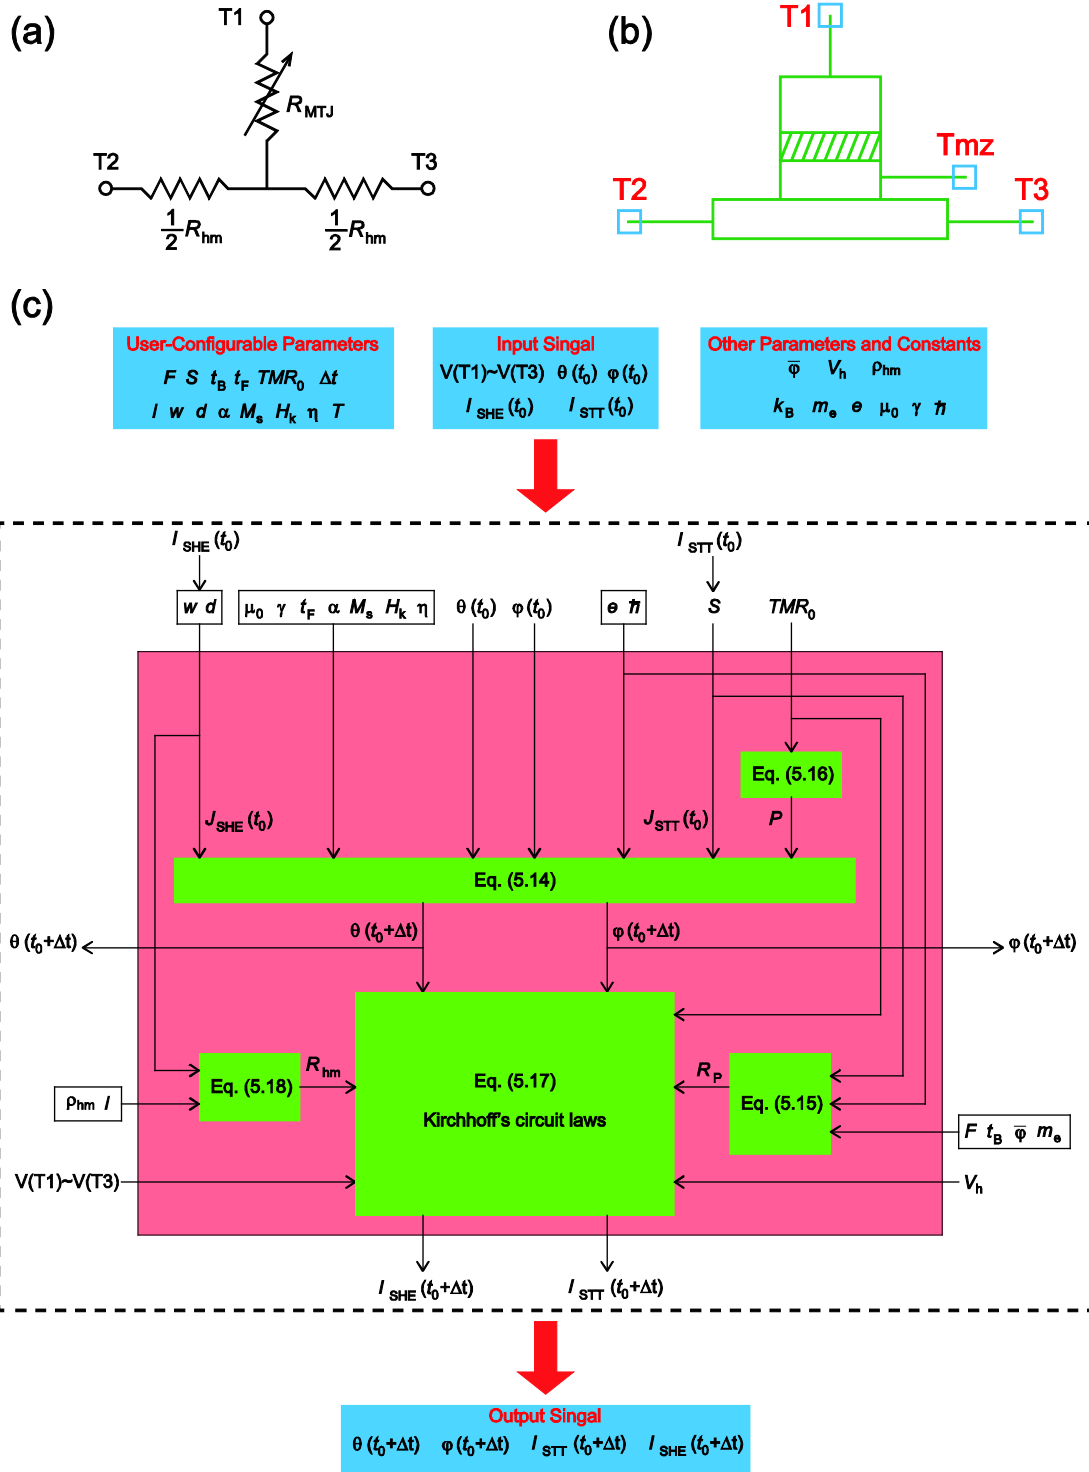 (a)
T1
R MTJ
T2
T3
1/2 R hm
1/2 R hm
(b)
T1
Tmz
T2
T3
(c)
User-Configurable Parameters
F S t_B t_F TMR_0 Δt
l w d α M_s H_k η T
Input Singal
V(T1)~V(T3) θ(t_0) φ(t_0)
I_SHE(t_0) I_STT(t_0)
Other Parameters and Constants
φ̅ V_h ρ_hm
k_B m_e e μ_0 γ ℏ
I_SHE(t_0)
I_STT(t_0)
w d
μ_0 γ t_F α M_s H_k η
θ(t_0)
φ(t_0)
e ℏ
S
TMR_0
Eq. (5.16)
J_SHE(t_0)
J_STT(t_0)
P
Eq. (5.14)
θ(t_0+Δt)
θ(t_0+Δt)
φ(t_0+Δt)
φ(t_0+Δt)
Eq. (5.18)
R_hm
Eq. (5.17)
Kirchhoff's circuit laws
R_P
Eq. (5.15)
ρ_hm l
F t_B φ̅ m_e
V(T1)~V(T3)
V_h
I_SHE(t_0+Δt)
I_STT(t_0+Δt)
Output Singal
θ(t_0+Δt) φ(t_0+Δt) I_STT(t_0+Δt) I_SHE(t_0+Δt)